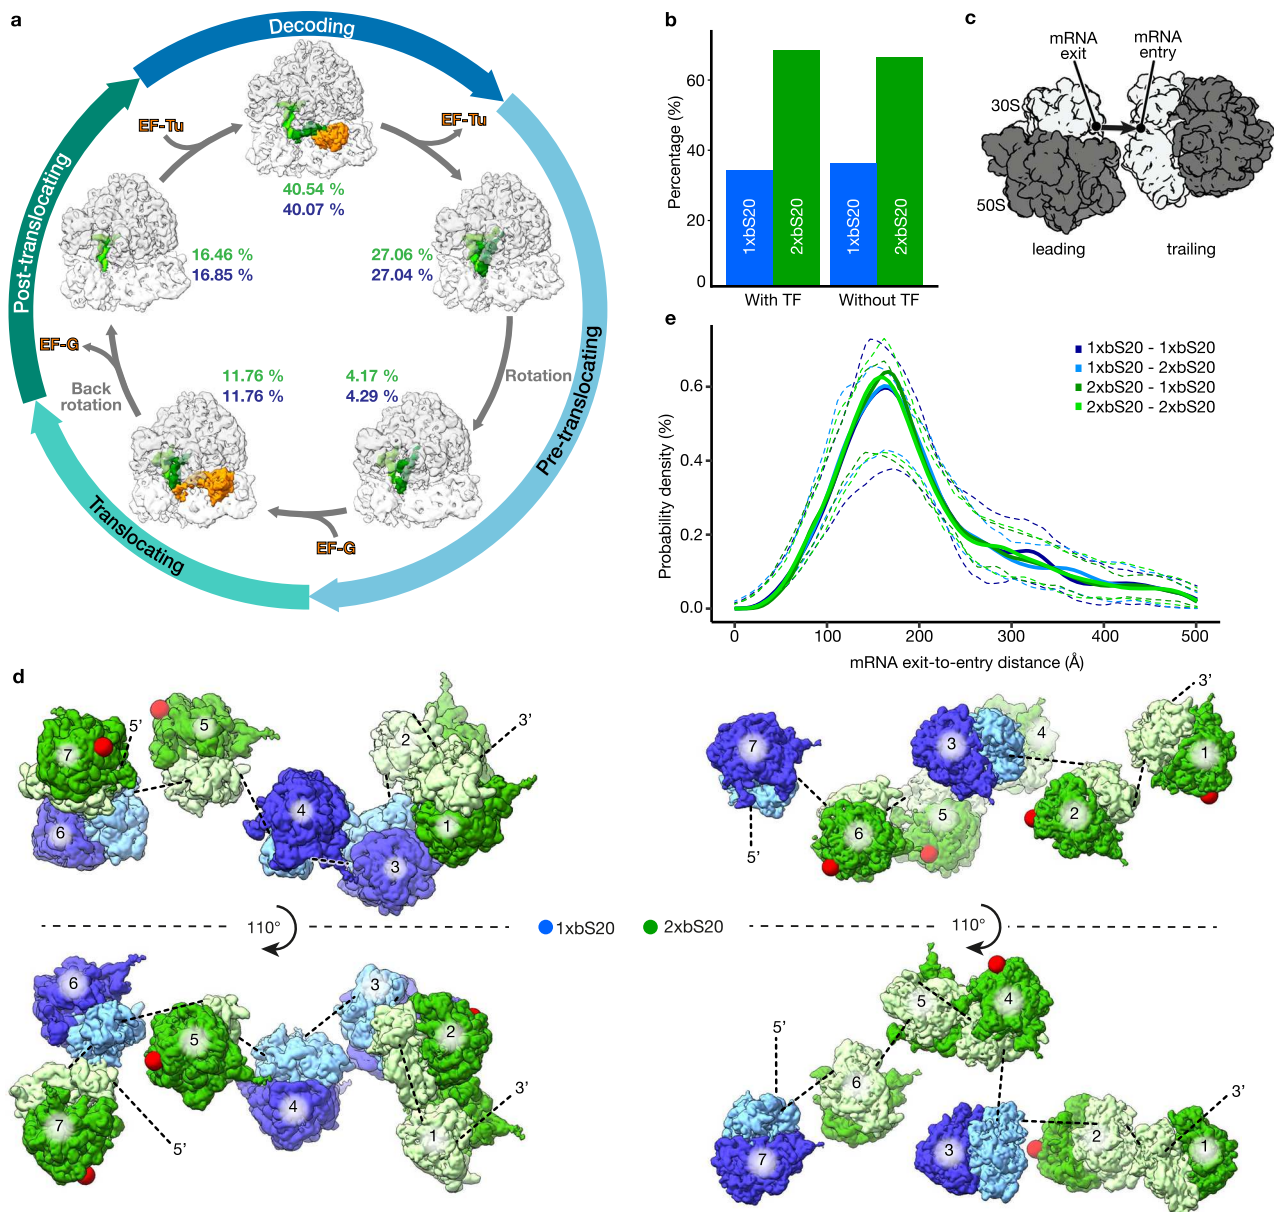 a
Decoding
Pre-translocating
Translocating
Post-translocating
EF-Tu
EF-Tu
40.54 %
40.07 %
16.46 %
16.85 %
27.06 %
27.04 %
EF-G
Back
rotation
11.76 %
11.76 %
4.17 %
4.29 %
Rotation
EF-G
b
Percentage (%)
60
40
20
0
1xbS20
2xbS20
1xbS20
2xbS20
With TF
Without TF
c
mRNA
exit
mRNA
entry
30S
50S
leading
trailing
e
Probability density (%)
0.6
0.4
0.2
0.0
0
100
200
300
400
500
mRNA exit-to-entry distance (Å)
1xbS20 - 1xbS20
1xbS20 - 2xbS20
2xbS20 - 1xbS20
2xbS20 - 2xbS20
d
7
5'
5
2
3'
6
4
3
1
7
3
4
3'
1
6
5
2
5'
110°
1xbS20
2xbS20
110°
6
5
3
2
4
3'
7
1
5'
5
4
5'
6
3'
7
3
2
1